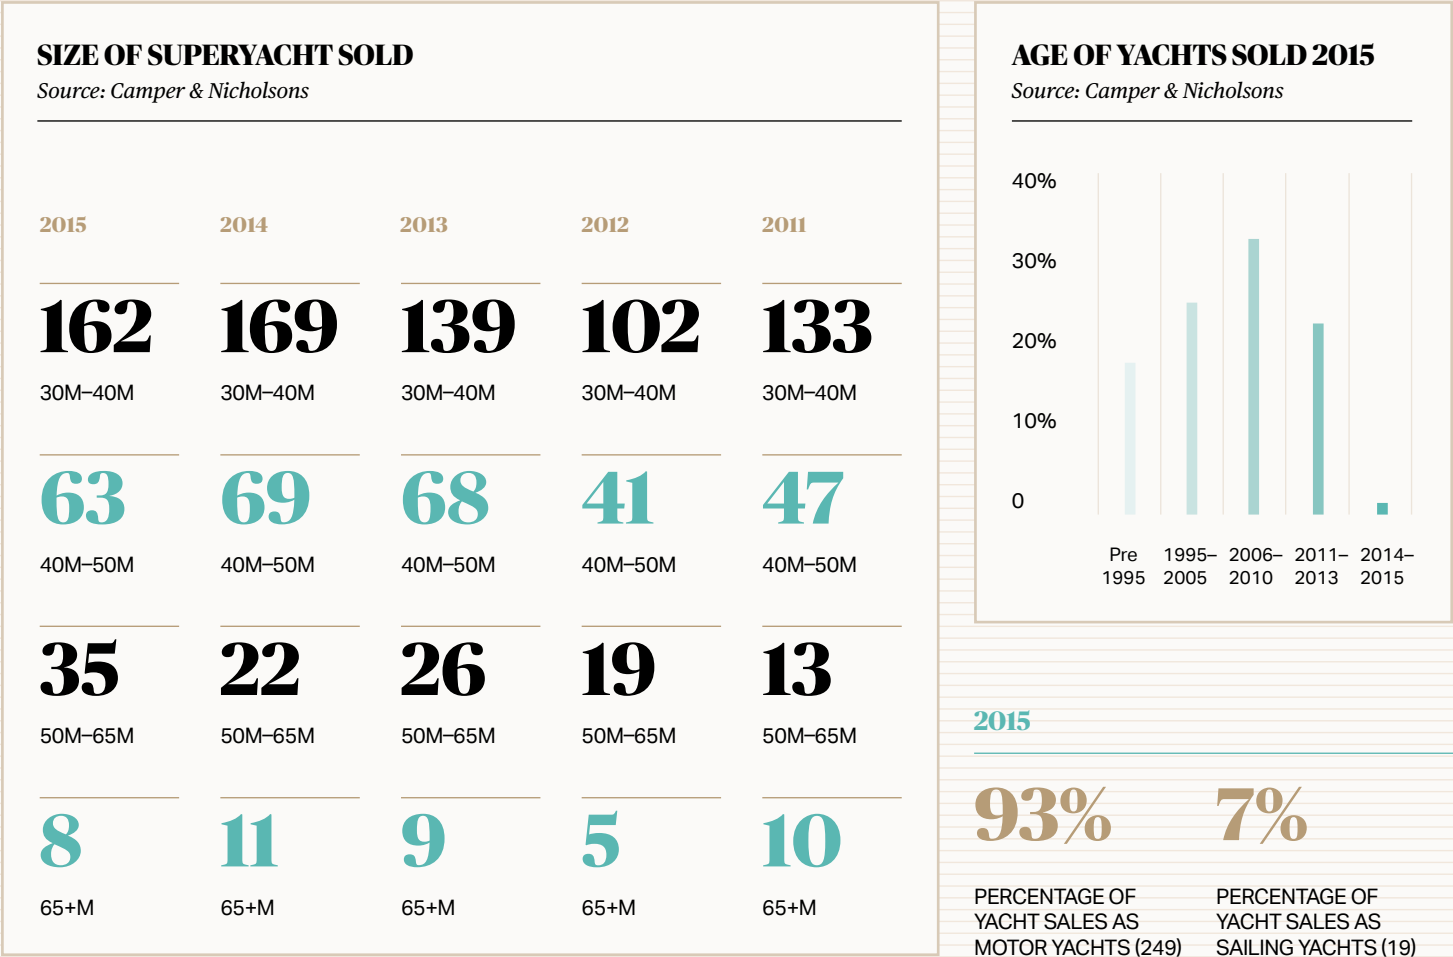 SIZE OF SUPERYACHT SOLD
Source: Camper & Nicholsons
2015 2014 2013 2012 2011
162 169 139 102 133
30M–40M 30M–40M 30M–40M 30M–40M 30M–40M
63 69 68 41 47
40M–50M 40M–50M 40M–50M 40M–50M 40M–50M
35 22 26 19 13
50M–65M 50M–65M 50M–65M 50M–65M 50M–65M
8 11 9 5 10
65+M 65+M 65+M 65+M 65+M
AGE OF YACHTS SOLD 2015
Source: Camper & Nicholsons
40%
30%
20%
10%
0
Pre 1995– 2006– 2011– 2014–
1995 2005 2010 2013 2015
2015
93% 7%
PERCENTAGE OF
YACHT SALES AS
MOTOR YACHTS (249)
PERCENTAGE OF
YACHT SALES AS
SAILING YACHTS (19)